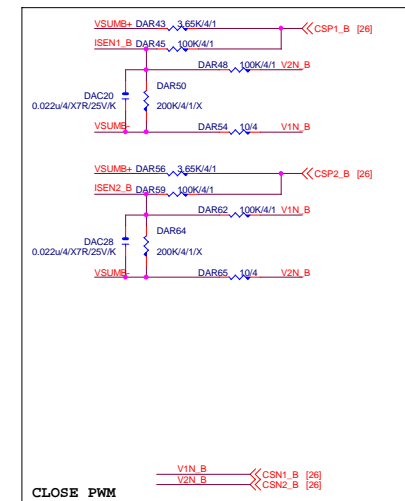 VSUMB+ DAR43 3.65K/4/1 CSP1_B [26]
ISEN1_B DAR45 100K/4/1
DAR48 100K/4/1 V2N_B
DAC20 DAR50
0.022u/4/X7R/25V/K 200K/4/1/X
VSUMB- DAR54 10/4 V1N_B
VSUMB+ DAR56 3.65K/4/1 CSP2_B [26]
ISEN2_B DAR59 100K/4/1
DAR62 100K/4/1 V1N_B
DAC28 DAR64
0.022u/4/X7R/25V/K 200K/4/1/X
VSUMB- DAR65 10/4 V2N_B
V1N_B CSN1_B [26]
V2N_B CSN2_B [26]
CLOSE PWM